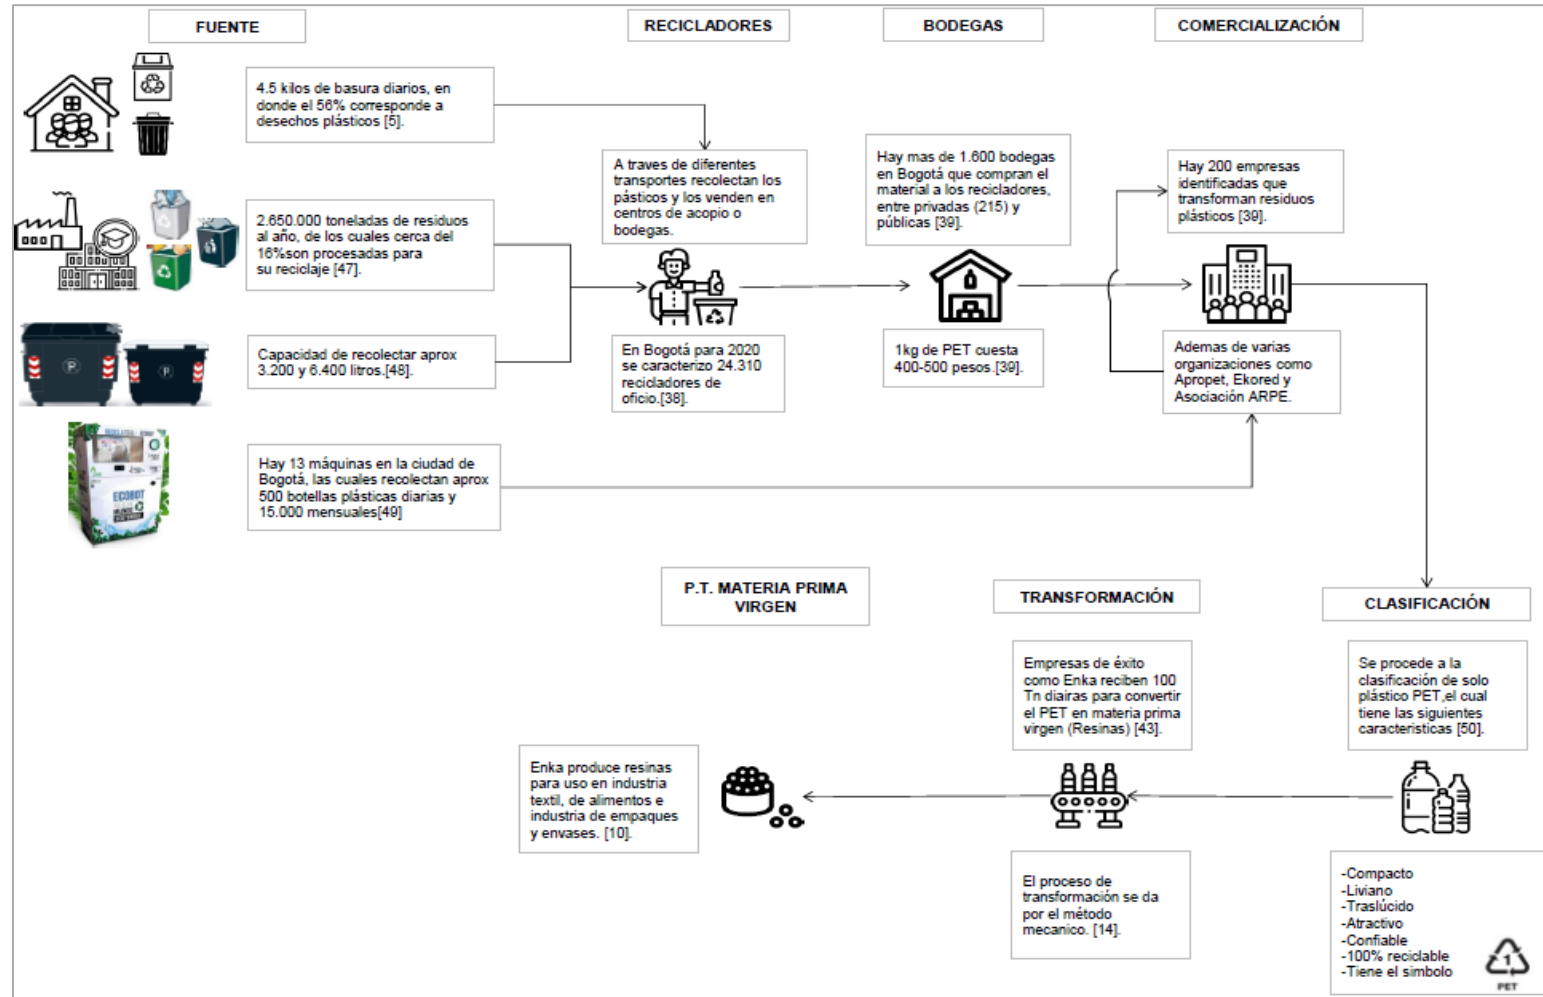 FUENTE
RECICLADORES
BODEGAS
COMERCIALIZACIÓN
4.5 kilos de basura diarios, en
donde el 56% corresponde a
desechos plásticos [5].
A traves de diferentes
transportes recolectan los
pásticos y los venden en
centros de acopio o
bodegas.
Hay mas de 1.600 bodegas
en Bogotá que compran el
material a los recicladores,
entre privadas (215) y
públicas [39].
Hay 200 empresas
identificadas que
transforman residuos
plásticos [39].
2.650.000 toneladas de residuos
al año, de los cuales cerca del
16%son procesadas para
su reciclaje [47].
Capacidad de recolectar aprox
3.200 y 6.400 litros.[48].
En Bogotá para 2020
se caracterizo 24.310
recicladores de
oficio.[38].
1kg de PET cuesta
400-500 pesos.[39].
Ademas de varias
organizaciones como
Apropet, Ekored y
Asociación ARPE.
P
P
ECOBOT
Hay 13 máquinas en la ciudad de
Bogotá, las cuales recolectan aprox
500 botellas plásticas diarias y
15.000 mensuales[49]
P.T. MATERIA PRIMA
VIRGEN
TRANSFORMACIÓN
CLASIFICACIÓN
Empresas de éxito
como Enka reciben 100
Tn diairas para convertir
el PET en materia prima
virgen (Resinas) [43].
Se procede a la
clasificación de solo
plástico PET,el cual
tiene las siguientes
caracteristicas [50].
Enka produce resinas
para uso en industria
textil, de alimentos e
industria de empaques
y envases. [10].
El proceso de
transformación se da
por el método
mecanico. [14].
-Compacto
-Liviano
-Traslúcido
-Atractivo
-Confiable
-100% reciclable
-Tiene el simbolo
1
PET